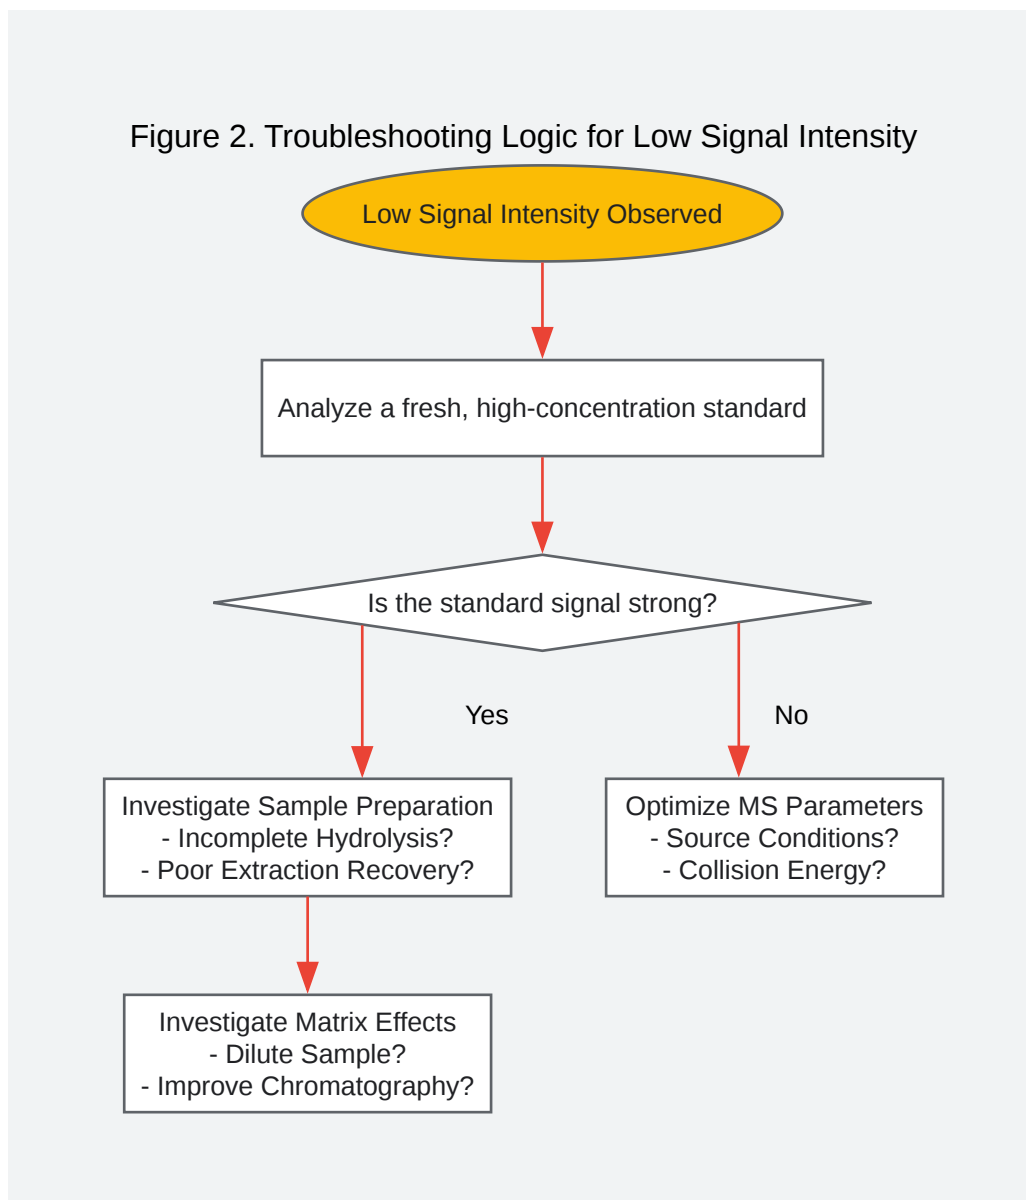 Figure 2. Troubleshooting Logic for Low Signal Intensity
Low Signal Intensity Observed
Analyze a fresh, high-concentration standard
Is the standard signal strong?
Yes
No
Investigate Sample Preparation
- Incomplete Hydrolysis?
- Poor Extraction Recovery?
Optimize MS Parameters
- Source Conditions?
- Collision Energy?
Investigate Matrix Effects
- Dilute Sample?
- Improve Chromatography?